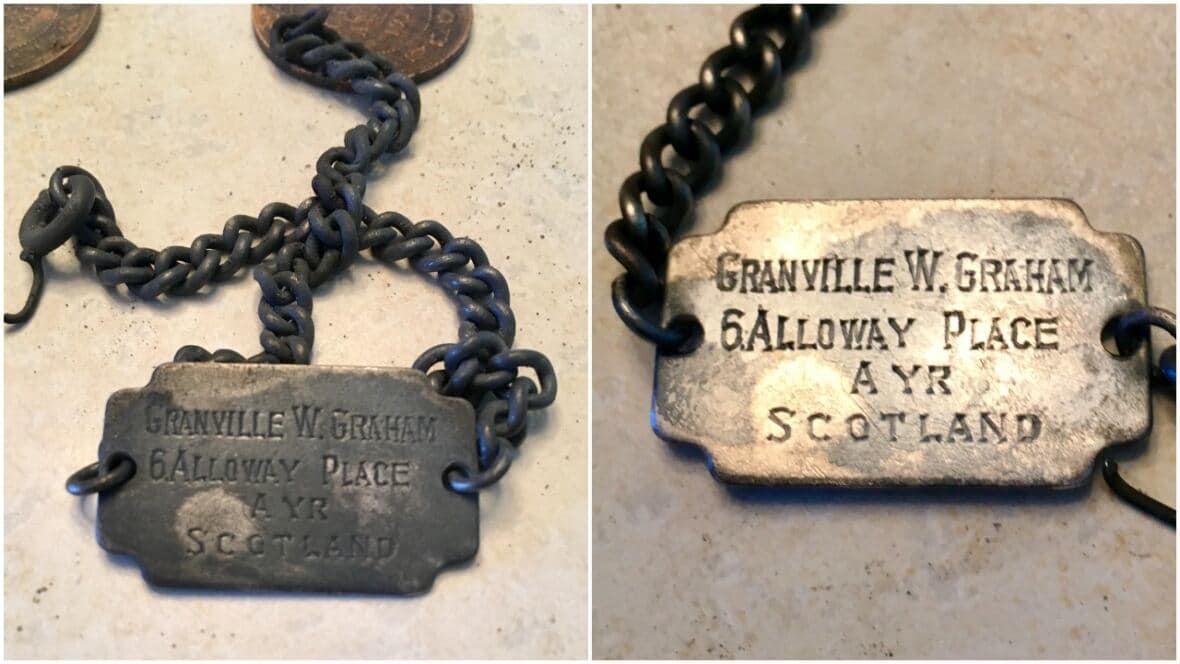 GRANVILLE W. GRAHAM
6 ALLOWAY PLACE
AYR
SCOTLAND
GRANVILLE W. GRAHAM
6 ALLOWAY PLACE
AYR
SCOTLAND